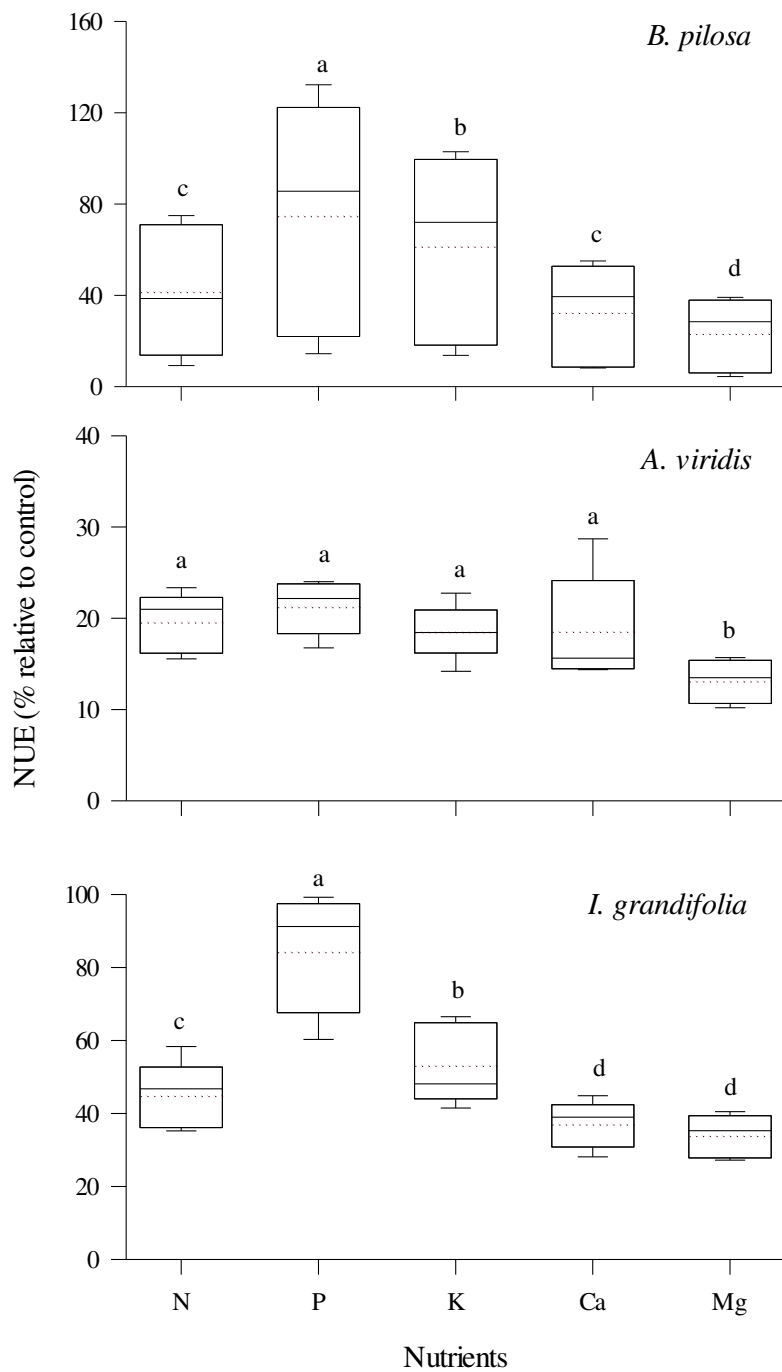 160
B. pilosa
a
120
b
c
80
c
d
40
0
40
A. viridis
30
a
a
a
a
20
b
10
0
NUE (% relative to control)
100
a
I. grandifolia
80
b
c
60
d
d
40
20
0
N P K Ca Mg
Nutrients